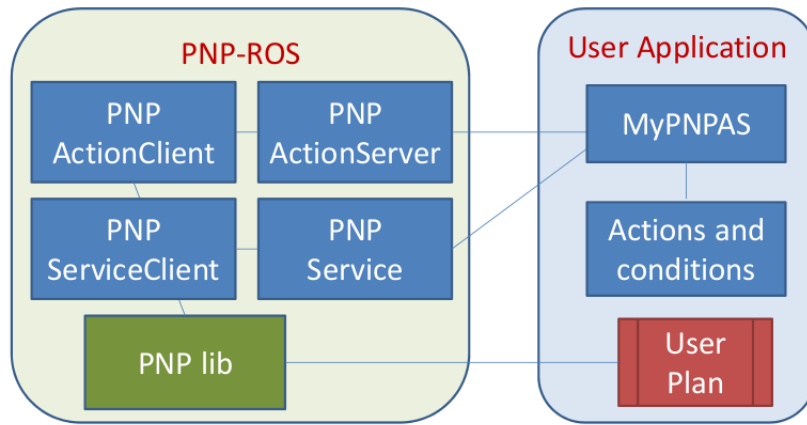 PNP-ROS
PNP
ActionClient
PNP
ActionServer
PNP
ServiceClient
PNP
Service
PNP lib
User Application
MyPNPAS
Actions and
conditions
User
Plan